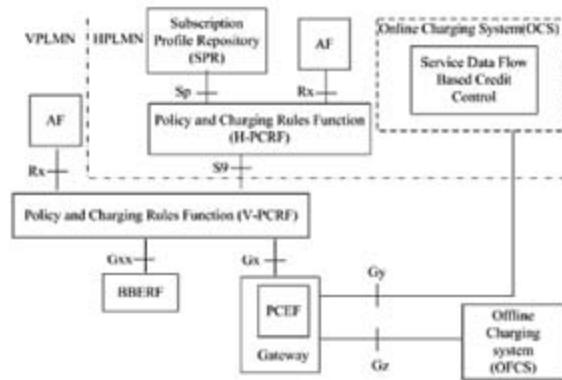 VPLMN
HPLMN
Subscription
Profile Repository
(SPR)
AF
Online Charging System(OCS)
Service Data Flow
Based Credit
Control
Sp
Rx
AF
Policy and Charging Rules Function
(H-PCRF)
Rx
S9
Policy and Charging Rules Function (V-PCRF)
Gxx
Gx
BBERF
PCEF
Gateway
Gy
Gz
Offline
Charging
system
(OFCS)